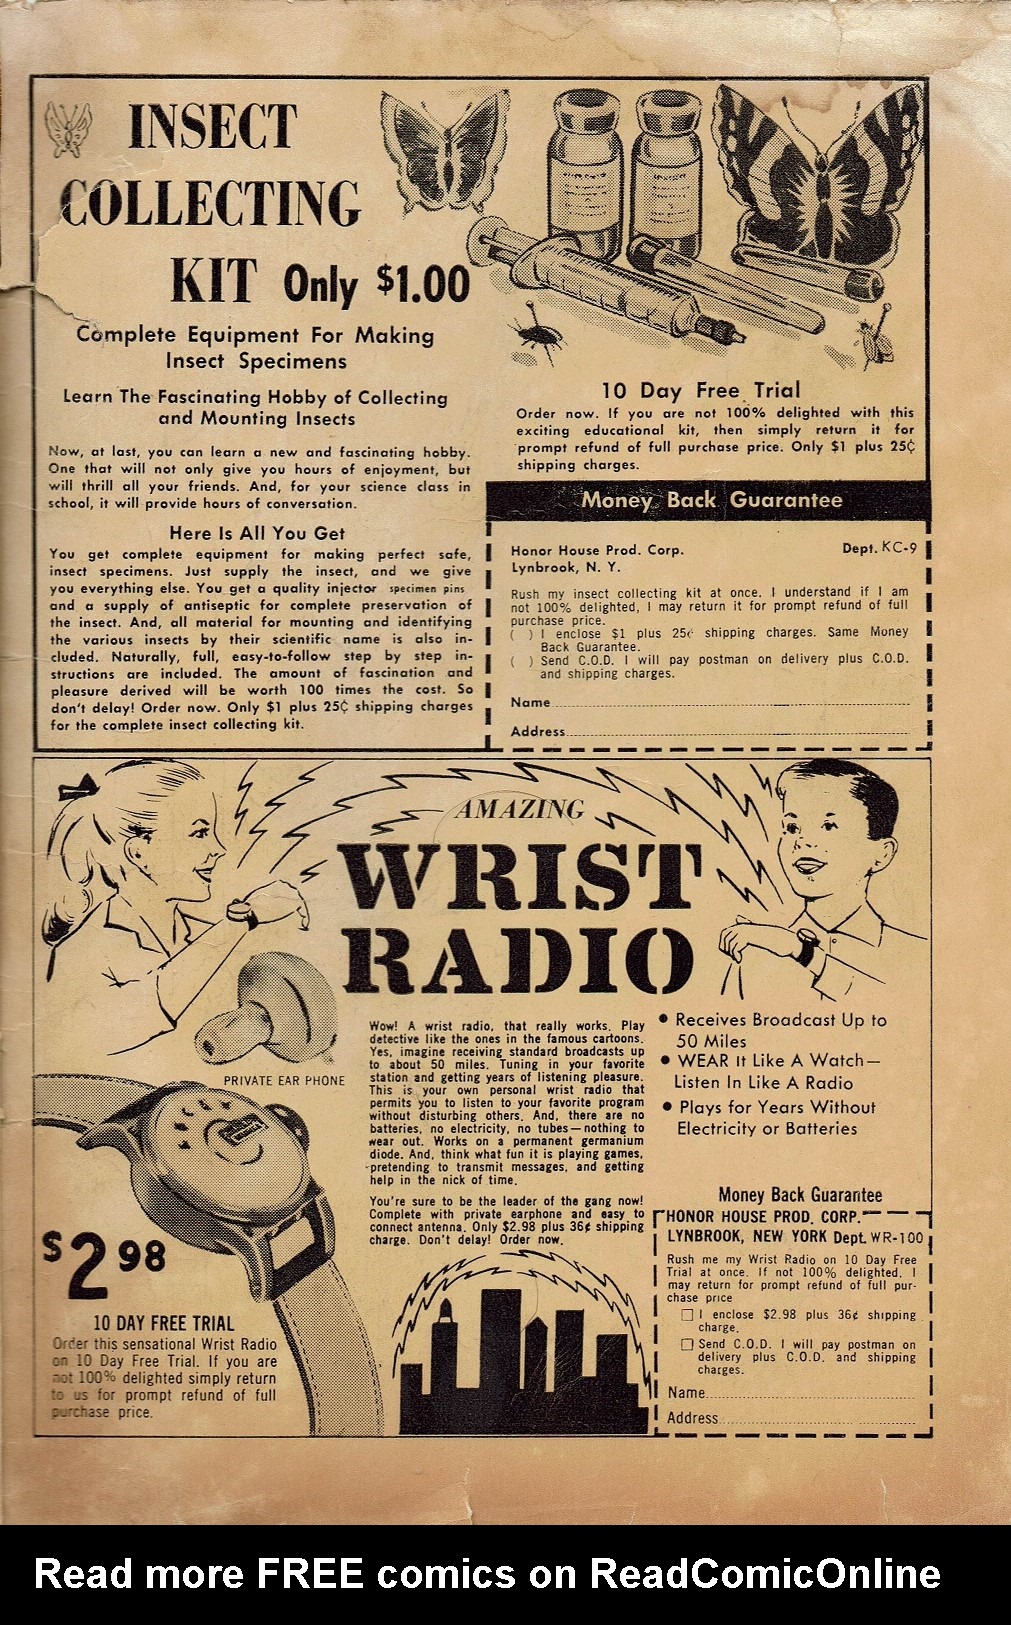 INSECT
COLLECTING
KIT Only $1.00
Complete Equipment For Making
Insect Specimens
Learn The Fascinating Hobby of Collecting
and Mounting Insects
Now, at last, you can learn a new and fascinating hobby.
One that will not only give you hours of enjoyment, but
will thrill all your friends. And, for your science class in
school, it will provide hours of conversation.
Here Is All You Get
You get complete equipment for making perfect safe,
insect specimens. Just supply the insect, and we give
you everything else. You get a quality injector specimen pins
and a supply of antiseptic for complete preservation of
the insect. And, all material for mounting and identifying
the various insects by their scientific name is also in-
cluded. Naturally, full, easy-to-follow step by step in-
structions are included. The amount of fascination and
pleasure derived will be worth 100 times the cost. So
don't delay! Order now. Only $1 plus 25¢ shipping charges
for the complete insect collecting kit.
10 Day Free Trial
Order now. If you are not 100% delighted with this
exciting educational kit, then simply return it for
prompt refund of full purchase price. Only $1 plus 25¢
shipping charges.
Money Back Guarantee
Honor House Prod. Corp. Dept. KC-9
Lynbrook, N. Y.
Rush my insect collecting kit at once. I understand if I am
not 100% delighted, I may return it for prompt refund of full
purchase price.
( ) I enclose $1 plus 25¢ shipping charges. Same Money
Back Guarantee.
( ) Send C.O.D. I will pay postman on delivery plus C.O.D.
and shipping charges.
Name
Address
AMAZING
WRIST
RADIO
PRIVATE EAR PHONE
Wow! A wrist radio, that really works. Play
detective like the ones in the famous cartoons.
Yes, imagine receiving standard broadcasts up
to about 50 miles. Tuning in your favorite
station and getting years of listening pleasure.
This is your own personal wrist radio that
permits you to listen to your favorite program
without disturbing others. And, there are no
batteries, no electricity, no tubes—nothing to
wear out. Works on a permanent germanium
diode. And, think what fun it is playing games,
pretending to transmit messages, and getting
help in the nick of time.
You're sure to be the leader of the gang now!
Complete with private earphone and easy to
connect antenna. Only $2.98 plus 36¢ shipping
charge. Don't delay! Order now.
• Receives Broadcast Up to
50 Miles
• WEAR It Like A Watch—
Listen In Like A Radio
• Plays for Years Without
Electricity or Batteries
$2.98
10 DAY FREE TRIAL
Order this sensational Wrist Radio
on 10 Day Free Trial. If you are
not 100% delighted simply return
to us for prompt refund of full
purchase price.
Money Back Guarantee
HONOR HOUSE PROD. CORP.
LYNBROOK, NEW YORK Dept. WR-100
Rush me my Wrist Radio on 10 Day Free
Trial at once. If not 100% delighted, I
may return for prompt refund of full pur-
chase price
☐ I enclose $2.98 plus 36¢ shipping
charge.
☐ Send C.O.D. I will pay postman on
delivery plus C.O.D. and shipping
charges.
Name
Address
Read more FREE comics on ReadComicOnline